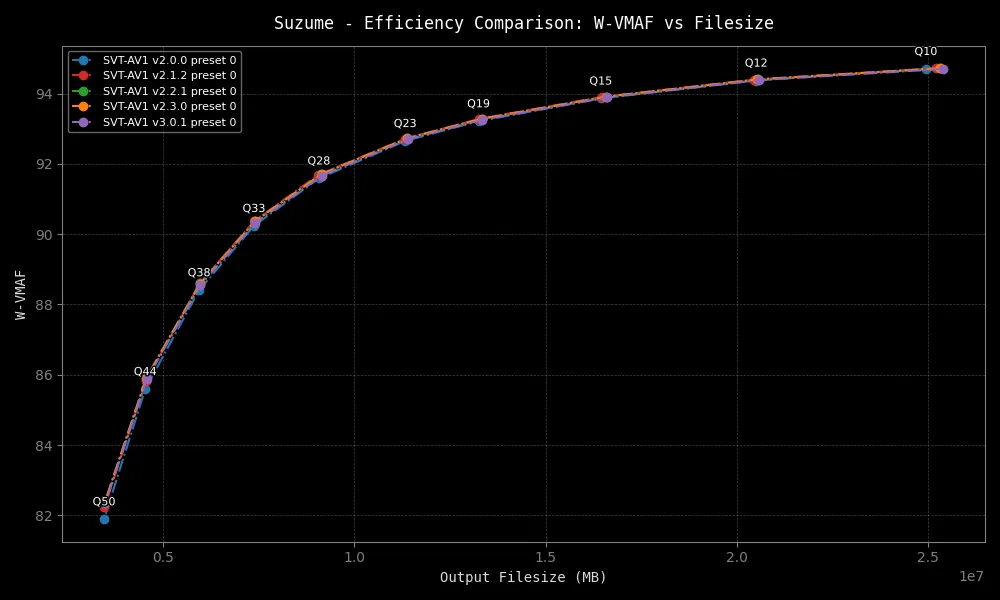 Suzume - Efficiency Comparison: W-VMAF vs Filesize
SVT-AV1 v2.0.0 preset 0
SVT-AV1 v2.1.2 preset 0
SVT-AV1 v2.2.1 preset 0
SVT-AV1 v2.3.0 preset 0
SVT-AV1 v3.0.1 preset 0
Q10
Q12
Q15
Q19
Q23
Q28
Q33
Q38
Q44
Q50
94
92
90
88
86
84
82
W-VMAF
0.5
1.0
1.5
2.0
2.5
1e7
Output Filesize (MB)